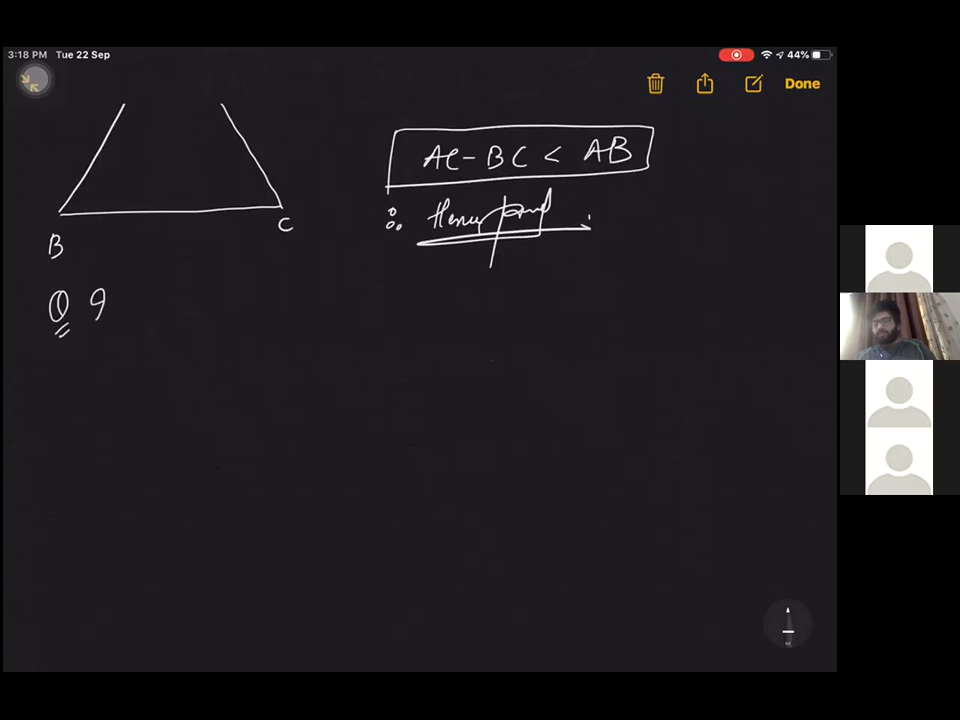 3:18 PM Tue 22 Sep
44%
Done
AC - BC < AB
∴ Hence proved.
B
C
Q 9